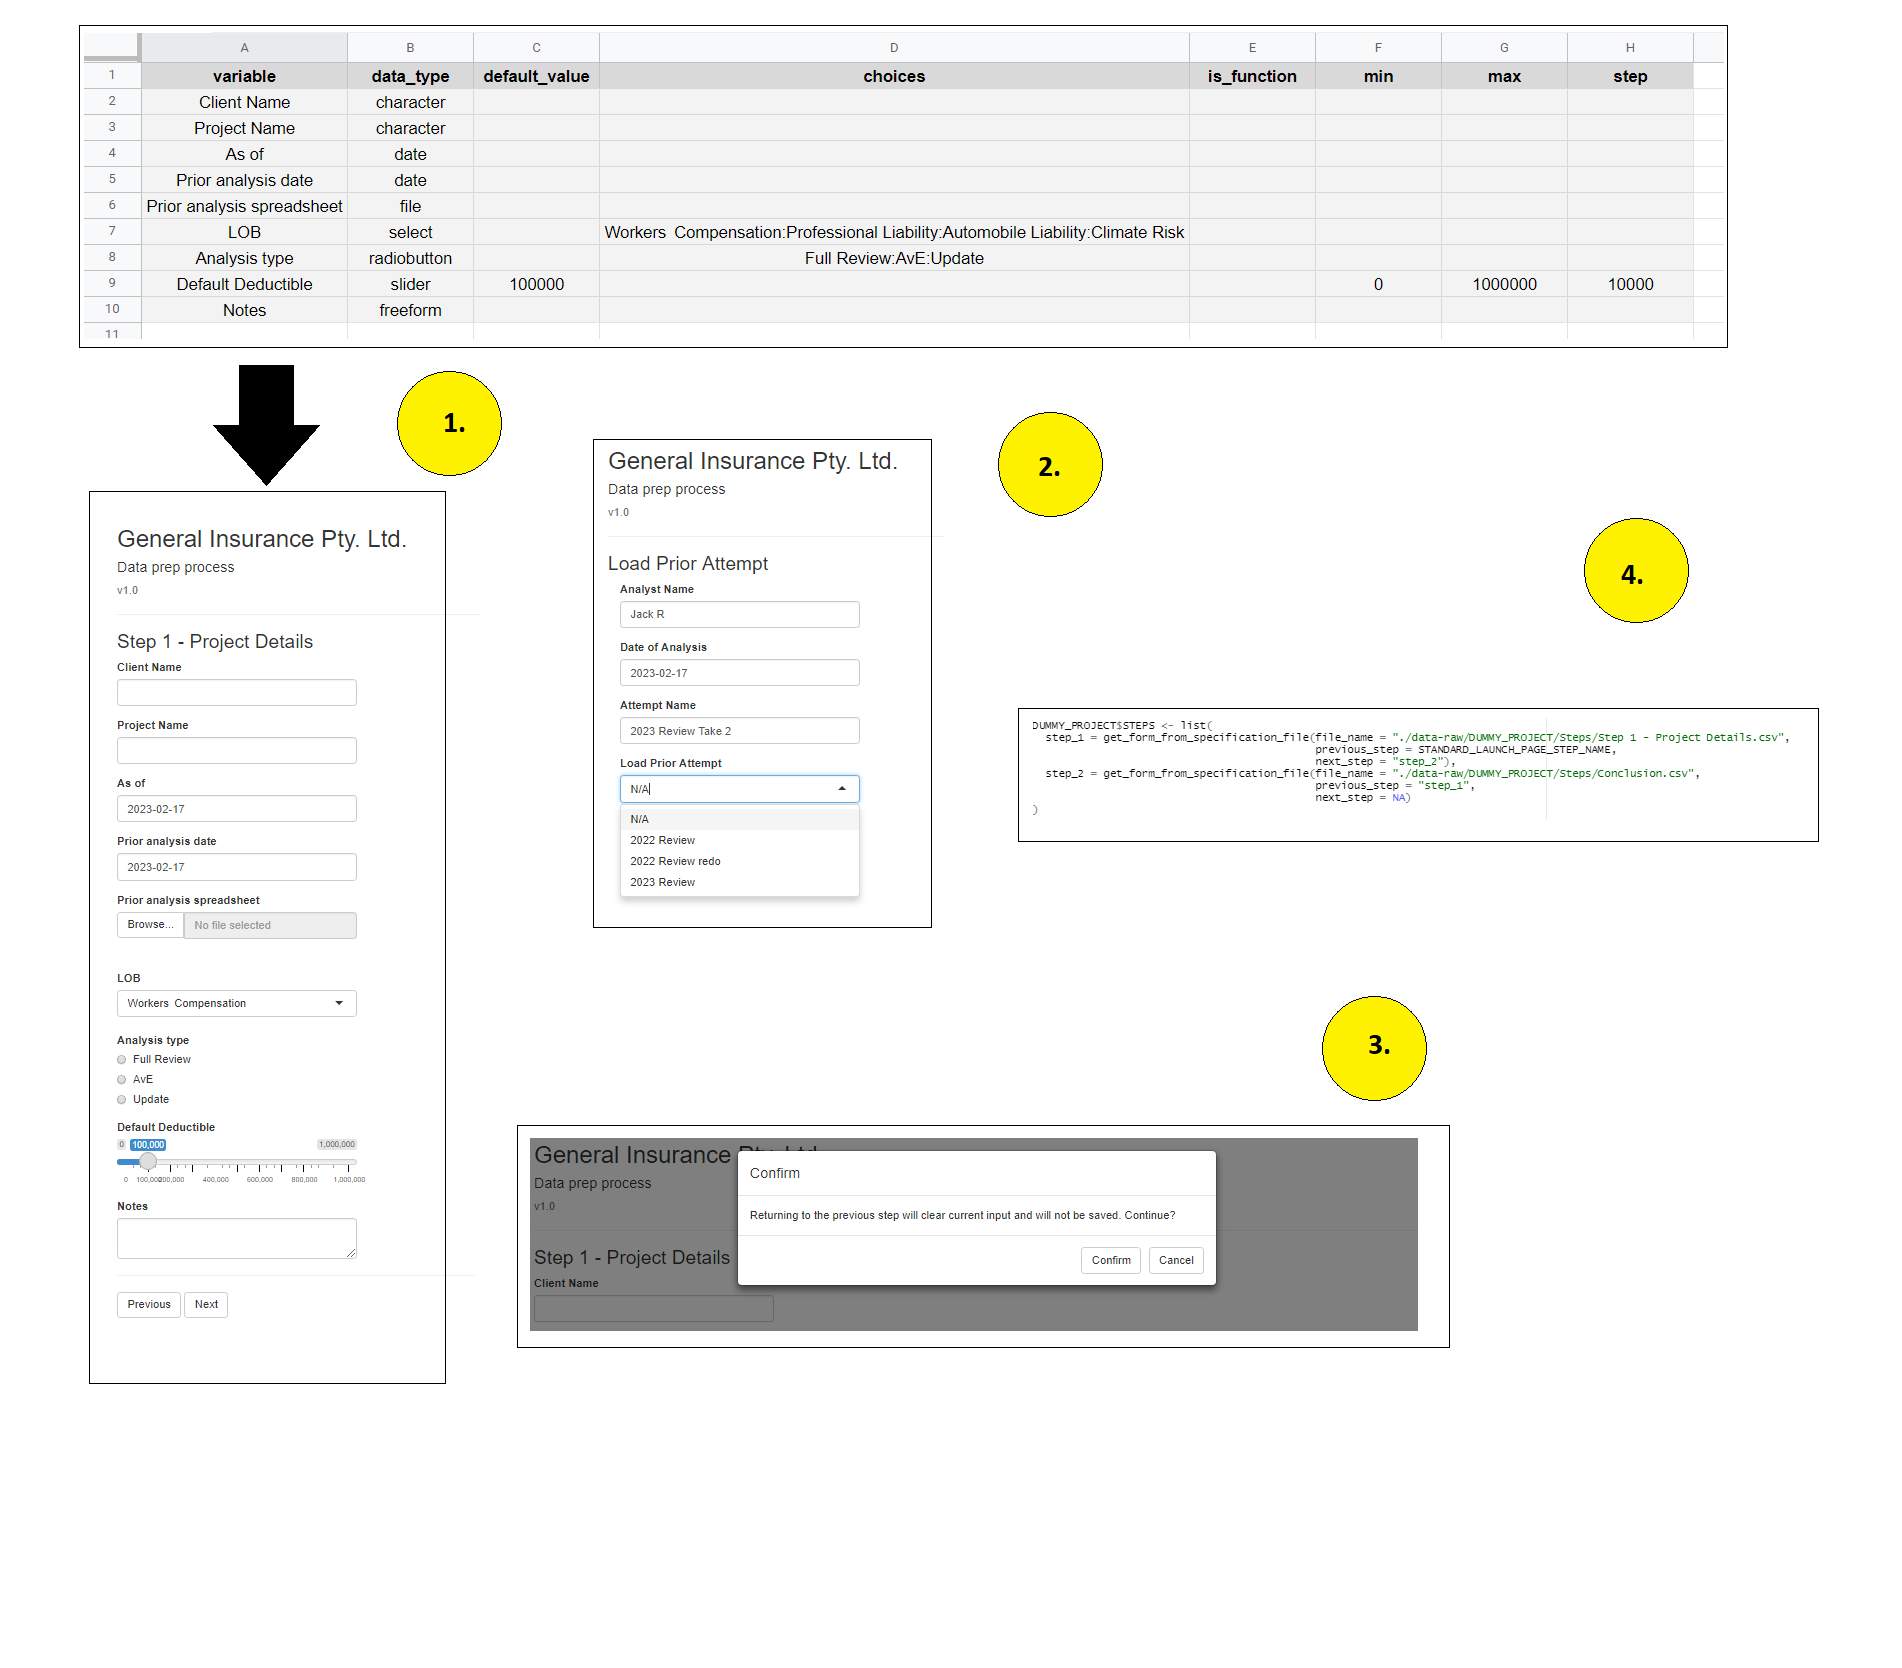 A B C D E F G H
1 variable data_type default_value choices is_function min max step
2 Client Name character
3 Project Name character
4 As of date
5 Prior analysis date date
6 Prior analysis spreadsheet file
7 LOB select Workers  Compensation:Professional Liability:Automobile Liability:Climate Risk
8 Analysis type radiobutton Full Review:AvE:Update
9 Default Deductible slider 100000 0 1000000 10000
10 Notes freeform
11
1.
General Insurance Pty. Ltd.
Data prep process
v1.0
Step 1 - Project Details
Client Name
Project Name
As of
2023-02-17
Prior analysis date
2023-02-17
Prior analysis spreadsheet
Browse... No file selected
LOB
Workers  Compensation
Analysis type
Full Review
AvE
Update
Default Deductible
0 100,000 1,000,000
0 100,000 200,000 400,000 600,000 800,000 1,000,000
Notes
Previous Next
2.
General Insurance Pty. Ltd.
Data prep process
v1.0
Load Prior Attempt
Analyst Name
Jack R
Date of Analysis
2023-02-17
Attempt Name
2023 Review Take 2
Load Prior Attempt
N/A
N/A
2022 Review
2022 Review redo
2023 Review
4.
DUMMY_PROJECT$STEPS <- list(
step_1 = get_form_from_specification_file(file_name = "./data-raw/DUMMY_PROJECT/Steps/Step 1 - Project Details.csv",
previous_step = STANDARD_LAUNCH_PAGE_STEP_NAME,
next_step = "step_2"),
step_2 = get_form_from_specification_file(file_name = "./data-raw/DUMMY_PROJECT/Steps/Conclusion.csv",
previous_step = "step_1",
next_step = NA)
)
3.
General Insurance Pty. Ltd.
Data prep process
v1.0
Step 1 - Project Details
Client Name
Confirm
Returning to the previous step will clear current input and will not be saved. Continue?
Confirm Cancel